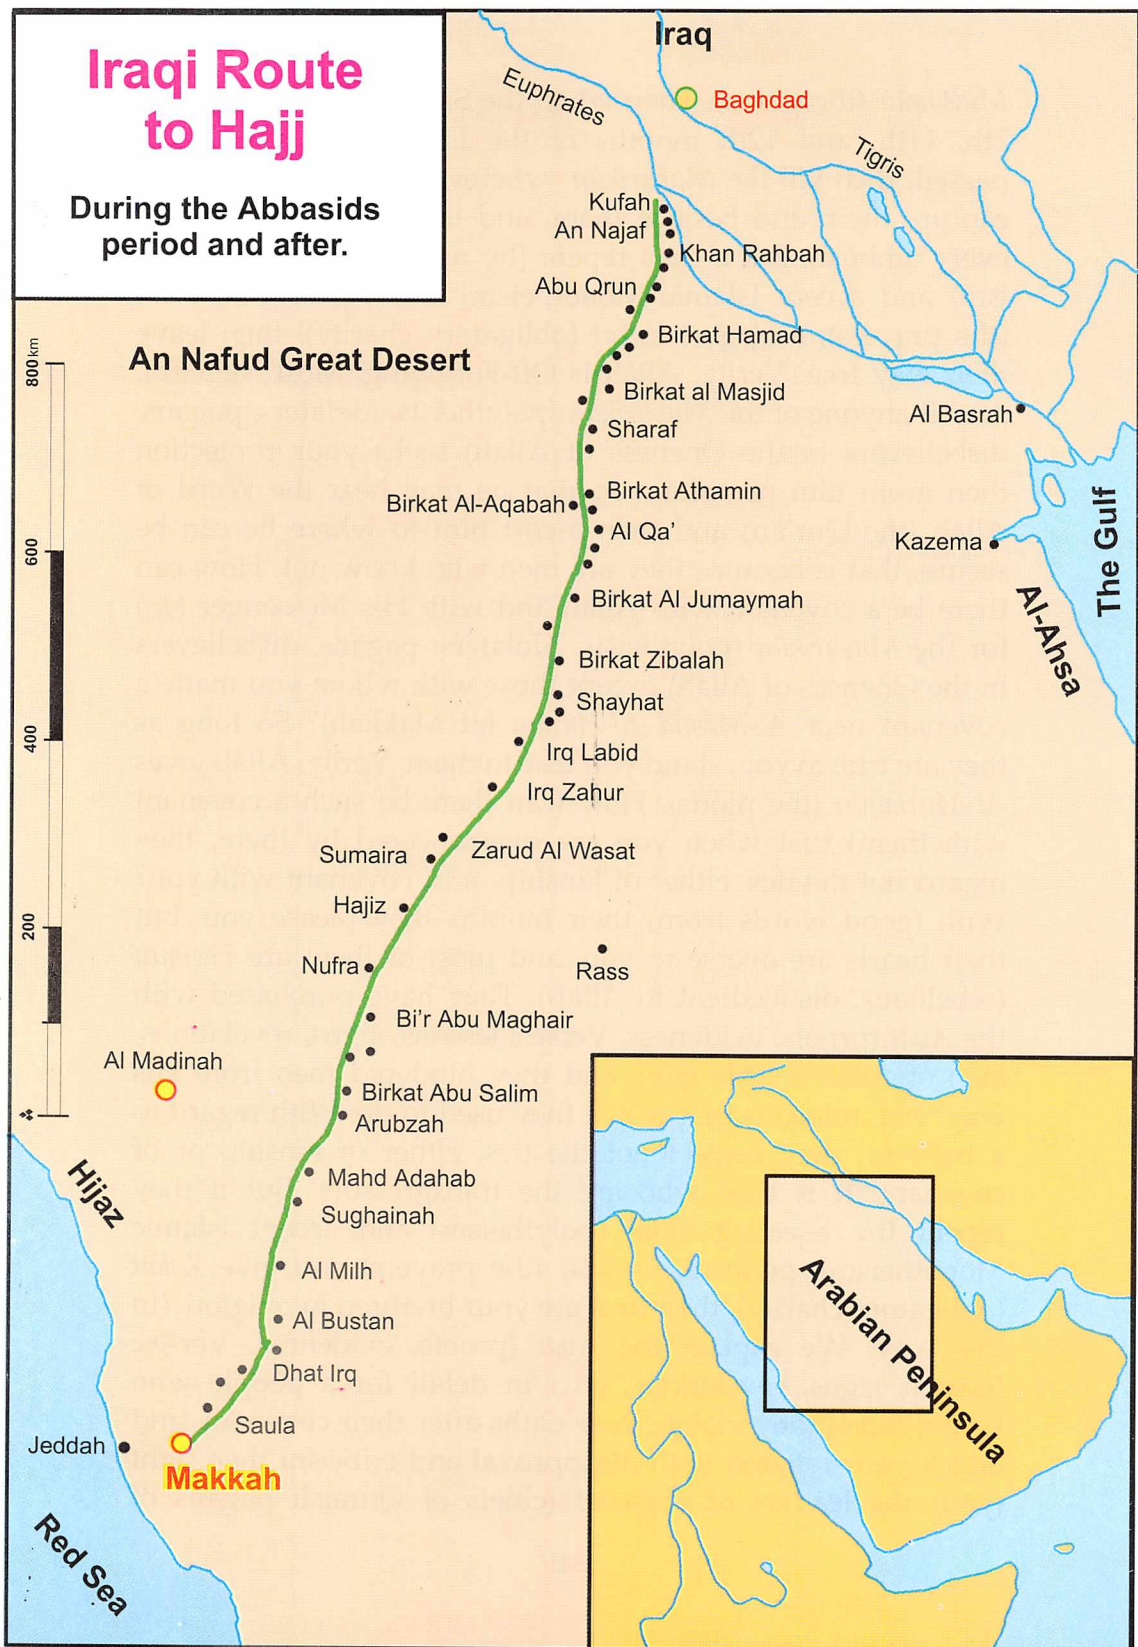 Iraqi Route
to Hajj
During the Abbasids
period and after.
Iraq
Euphrates
Baghdad
Tigris
Kufah
An Najaf
Khan Rahbah
Abu Qrun
Birkat Hamad
An Nafud Great Desert
800 km
Birkat al Masjid
Al Basrah
Sharaf
Birkat Athamin
Birkat Al-Aqabah
Al Qa'
Kazema
The Gulf
600
Birkat Al Jumaymah
Al-Ahsa
Birkat Zibalah
Shayhat
400
Irq Labid
Irq Zahur
Sumaira
Zarud Al Wasat
Hajiz
200
Nufra
Rass
Bi'r Abu Maghair
Al Madinah
Birkat Abu Salim
Arubzah
Hijaz
Mahd Adahab
Sughainah
Al Milh
Al Bustan
Dhat Irq
Saula
Jeddah
Makkah
Red Sea
Arabian Peninsula